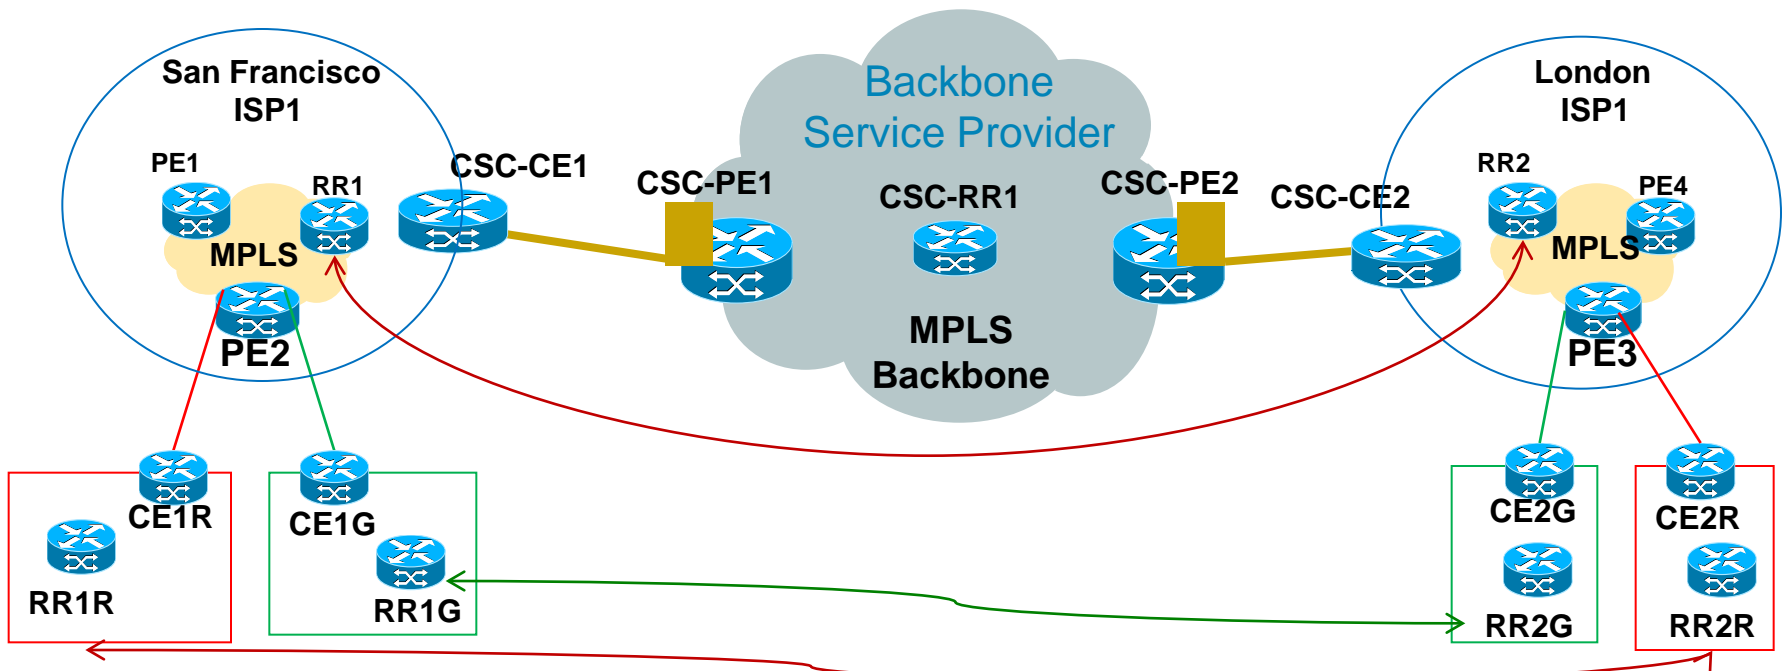 San Francisco
ISP1
PE1
RR1
MPLS
PE2
CSC-CE1
CSC-PE1
Backbone
Service Provider
CSC-RR1
MPLS
Backbone
CSC-PE2
CSC-CE2
London
ISP1
RR2
PE4
MPLS
PE3
CE1R
RR1R
CE1G
RR1G
CE2G
RR2G
CE2R
RR2R